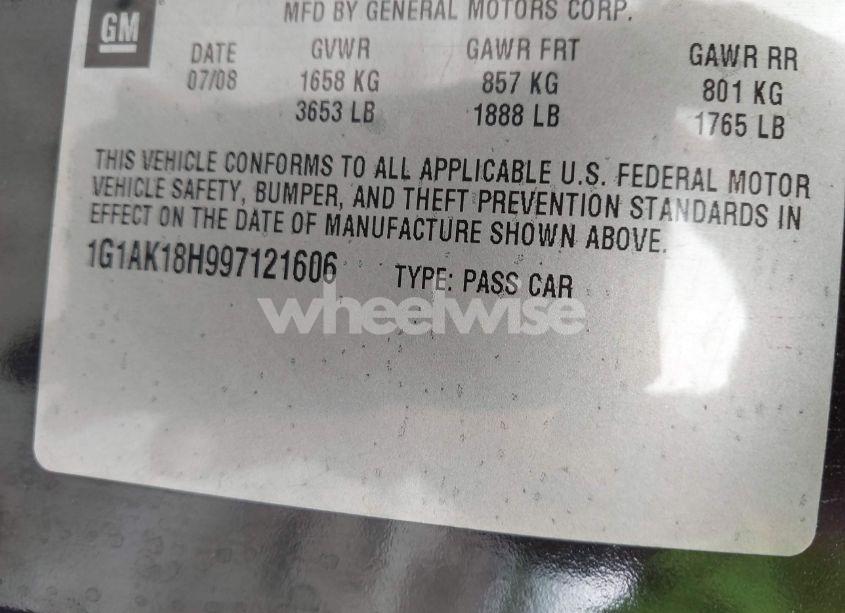 MFD BY GENERAL MOTORS CORP.
GM
DATE GVWR GAWR FRT GAWR RR
07/08 1658 KG 857 KG 801 KG
3653 LB 1888 LB 1765 LB
THIS VEHICLE CONFORMS TO ALL APPLICABLE U.S. FEDERAL MOTOR
VEHICLE SAFETY, BUMPER, AND THEFT PREVENTION STANDARDS IN
EFFECT ON THE DATE OF MANUFACTURE SHOWN ABOVE.
1G1AK18H997121606 TYPE: PASS CAR
wheelwise